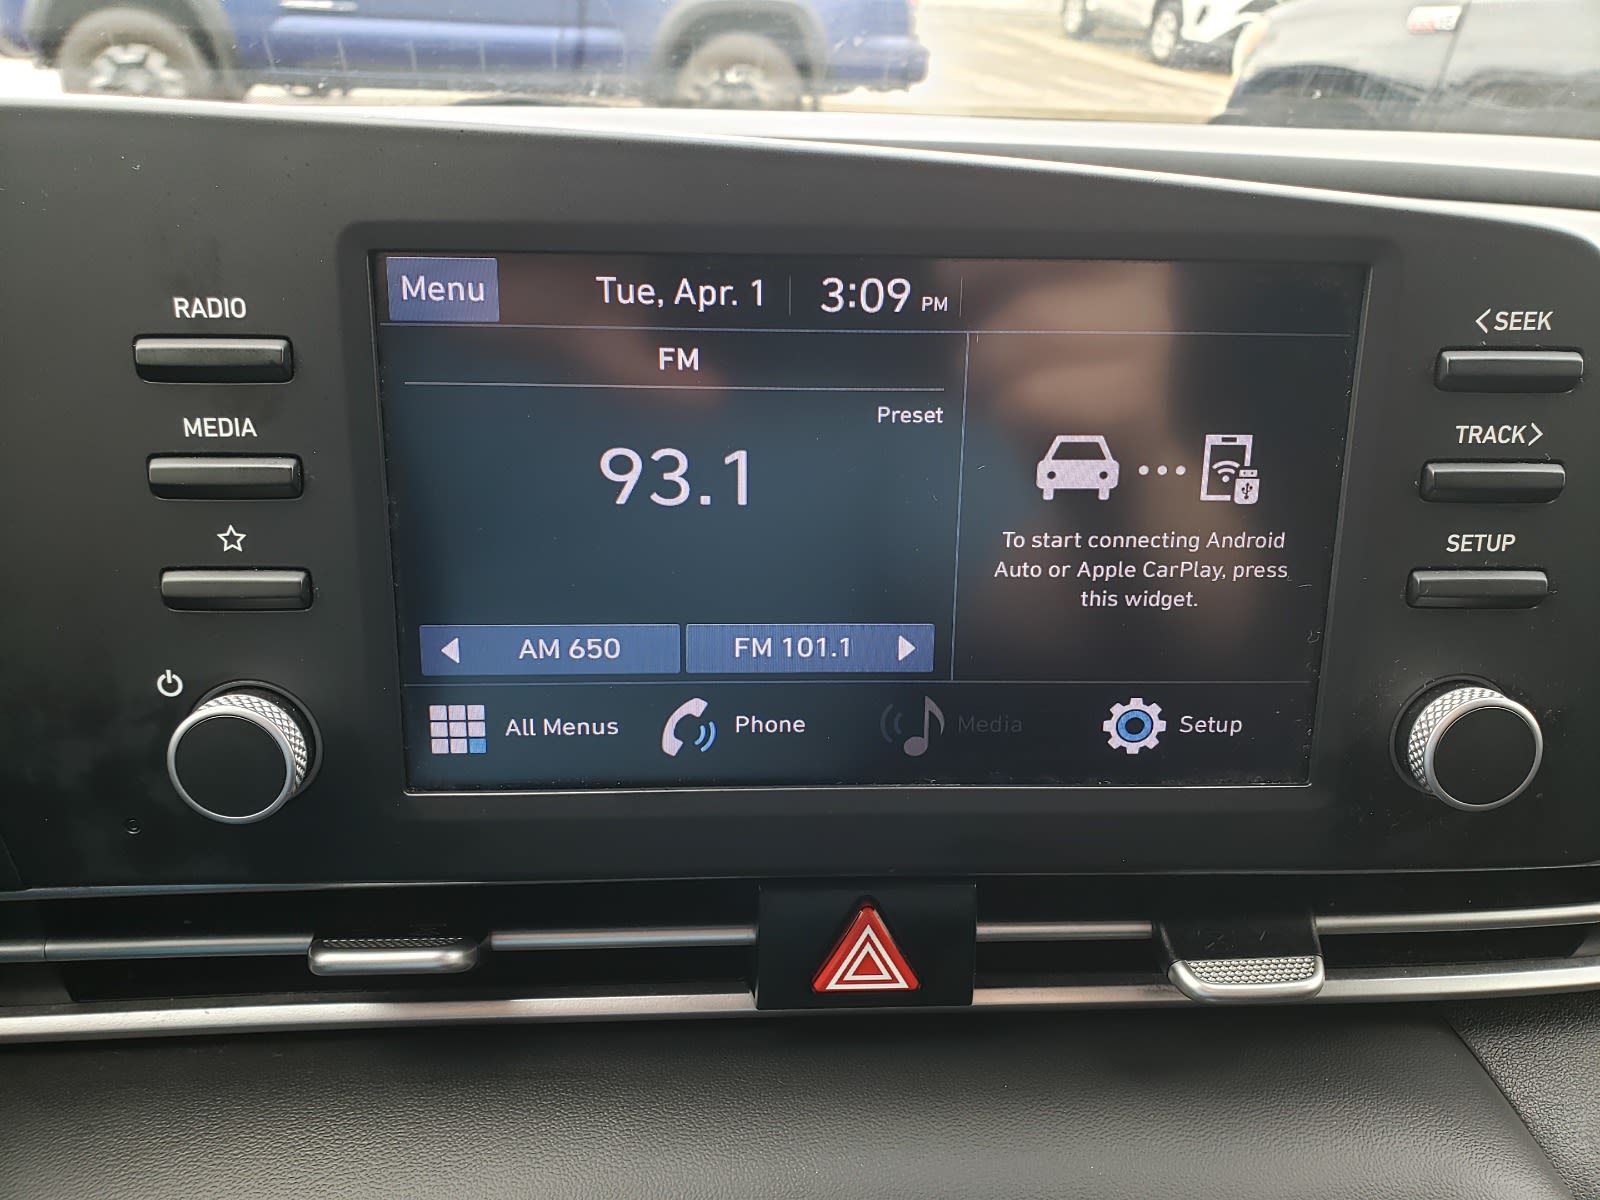 RADIO
MEDIA
Menu
Tue, Apr. 1
3:09 PM
FM
Preset
93.1
AM 650
FM 101.1
To start connecting Android
Auto or Apple CarPlay, press
this widget.
All Menus
Phone
Media
Setup
<SEEK
TRACK>
SETUP